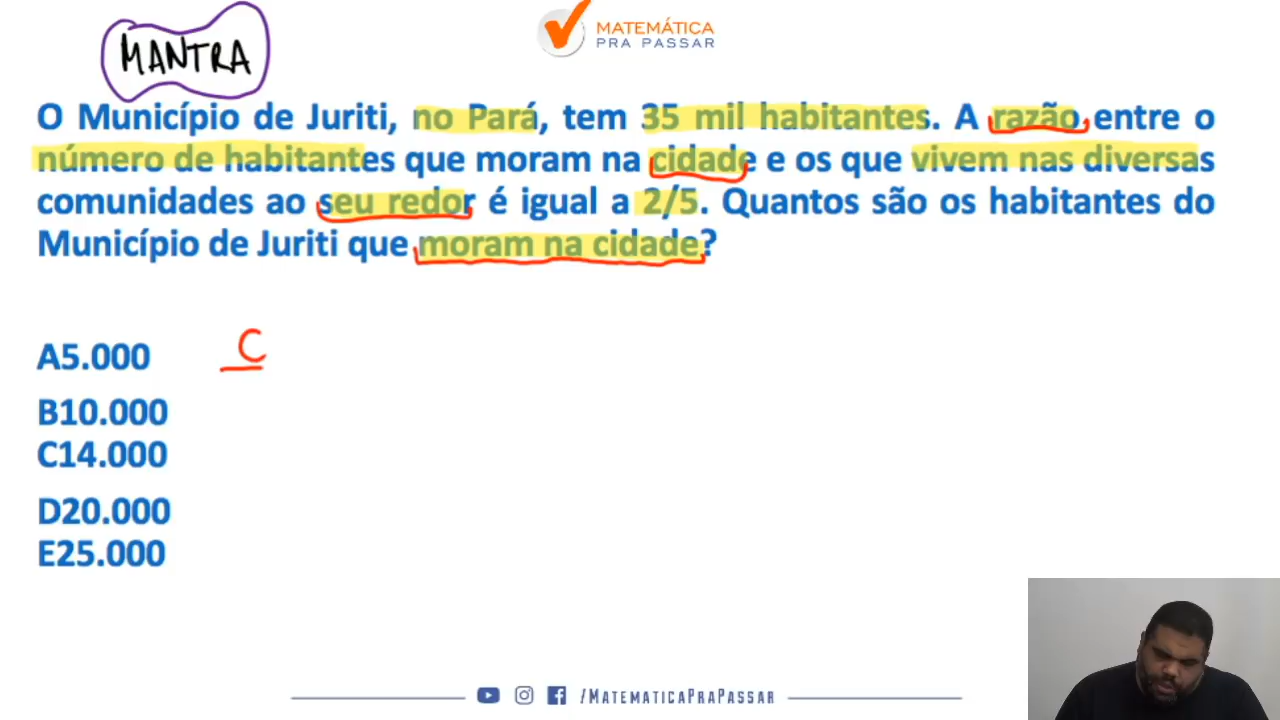 MANTRA
MATEMÁTICA
PRA PASSAR
O Município de Juriti, no Pará, tem 35 mil habitantes. A razão entre o
número de habitantes que moram na cidade e os que vivem nas diversas
comunidades ao seu redor é igual a 2/5. Quantos são os habitantes do
Município de Juriti que moram na cidade?
A5.000
C
B10.000
C14.000
D20.000
E25.000
/MATEMATICAPRAPASSAR